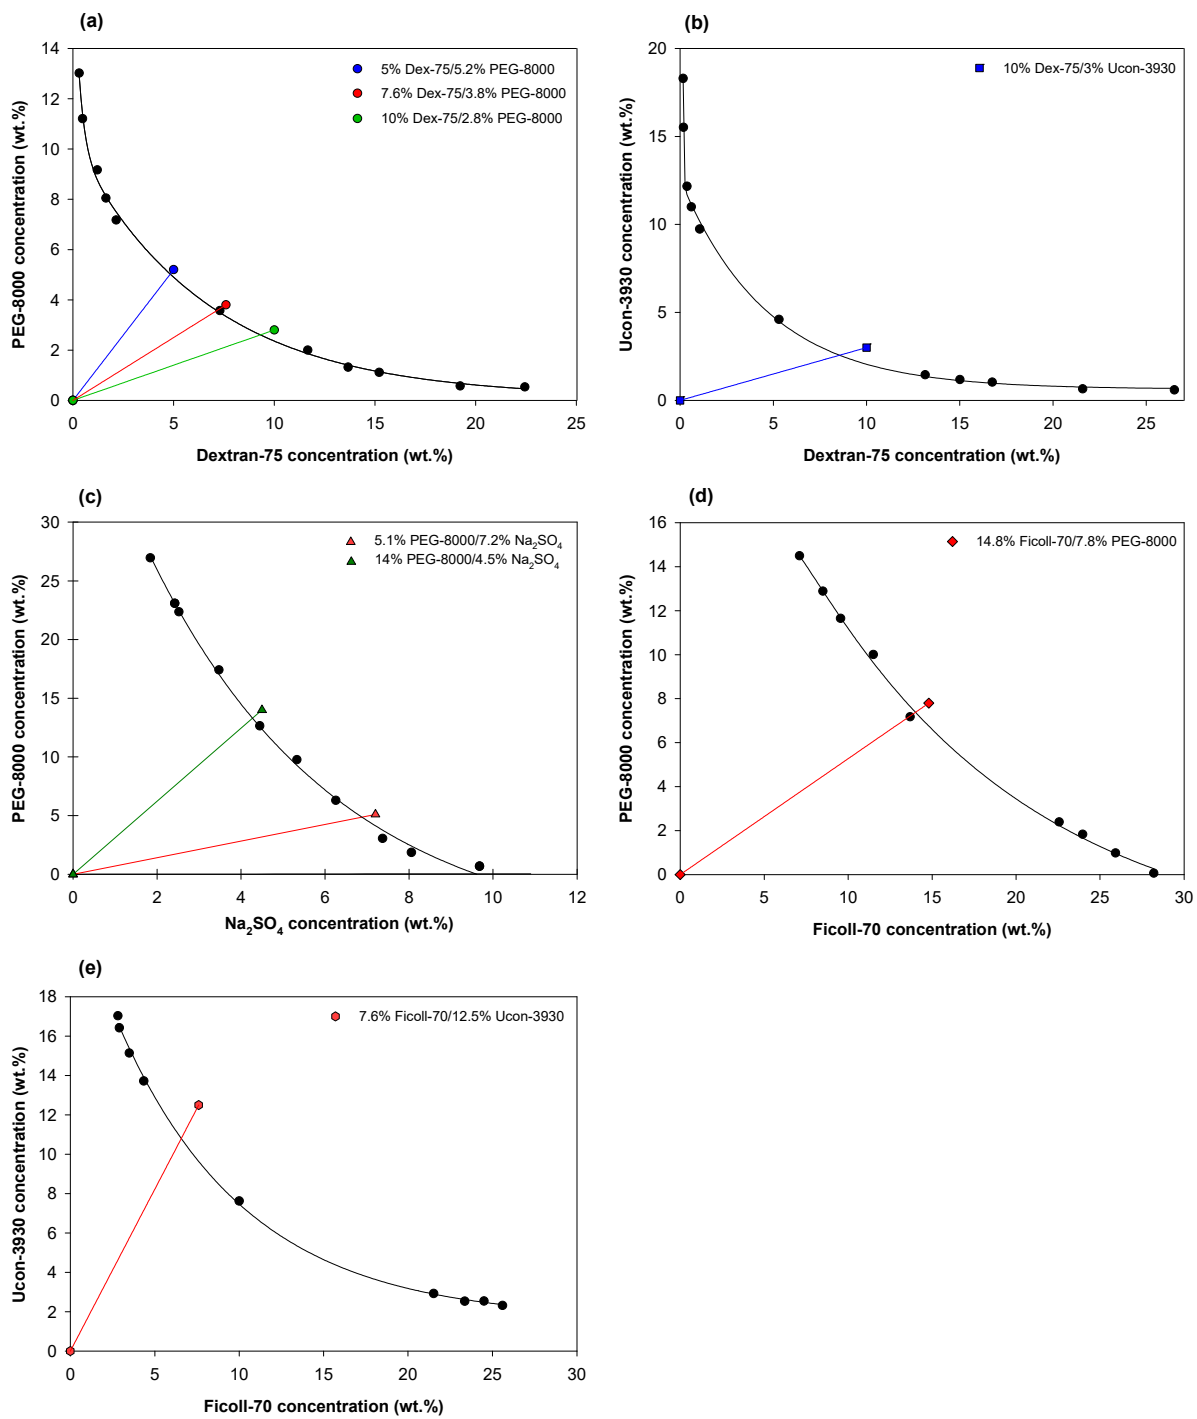 (a)
14
12
10
8
6
4
2
0
0 5 10 15 20 25
PEG-8000 concentration (wt.%)
Dextran-75 concentration (wt.%)
5% Dex-75/5.2% PEG-8000
7.6% Dex-75/3.8% PEG-8000
10% Dex-75/2.8% PEG-8000
(b)
20
15
10
5
0
0 5 10 15 20 25
Ucon-3930 concentration (wt.%)
Dextran-75 concentration (wt.%)
10% Dex-75/3% Ucon-3930
(c)
30
25
20
15
10
5
0
0 2 4 6 8 10 12
PEG-8000 concentration (wt.%)
Na₂SO₄ concentration (wt.%)
5.1% PEG-8000/7.2% Na₂SO₄
14% PEG-8000/4.5% Na₂SO₄
(d)
16
14
12
10
8
6
4
2
0
0 5 10 15 20 25 30
PEG-8000 concentration (wt.%)
Ficoll-70 concentration (wt.%)
14.8% Ficoll-70/7.8% PEG-8000
(e)
18
16
14
12
10
8
6
4
2
0
0 5 10 15 20 25 30
Ucon-3930 concentration (wt.%)
Ficoll-70 concentration (wt.%)
7.6% Ficoll-70/12.5% Ucon-3930